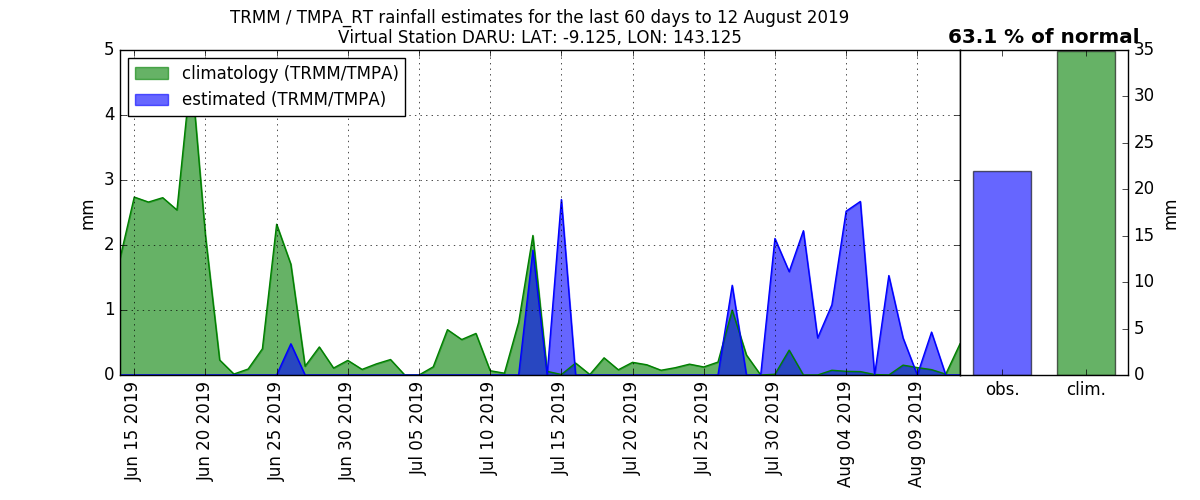 TRMM / TMPA_RT rainfall estimates for the last 60 days to 12 August 2019
Virtual Station DARU: LAT: -9.125, LON: 143.125
63.1 % of normal
climatology (TRMM/TMPA)
estimated (TRMM/TMPA)
5
4
3
2
1
0
mm
Jun 15 2019
Jun 20 2019
Jun 25 2019
Jun 30 2019
Jul 05 2019
Jul 10 2019
Jul 15 2019
Jul 20 2019
Jul 25 2019
Jul 30 2019
Aug 04 2019
Aug 09 2019
obs.
clim.
35
30
25
20
15
10
5
0
mm